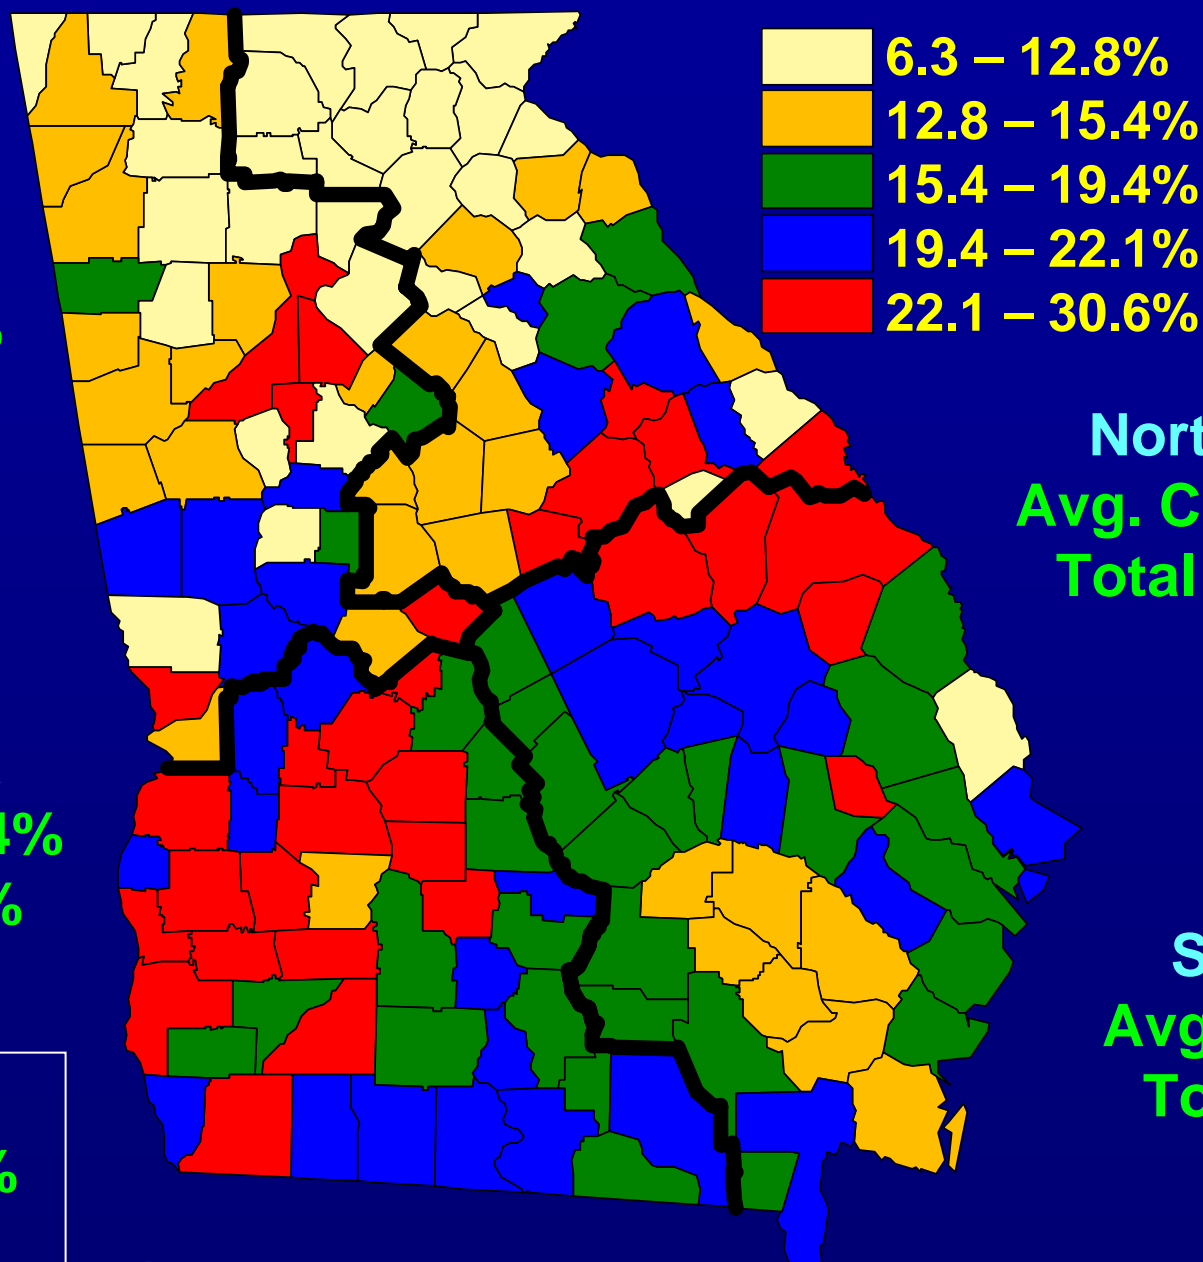 6.3 – 12.8%
12.8 – 15.4%
15.4 – 19.4%
19.4 – 22.1%
22.1 – 30.6%
Avg. C
Total
4%
%
S
Avg
To
%